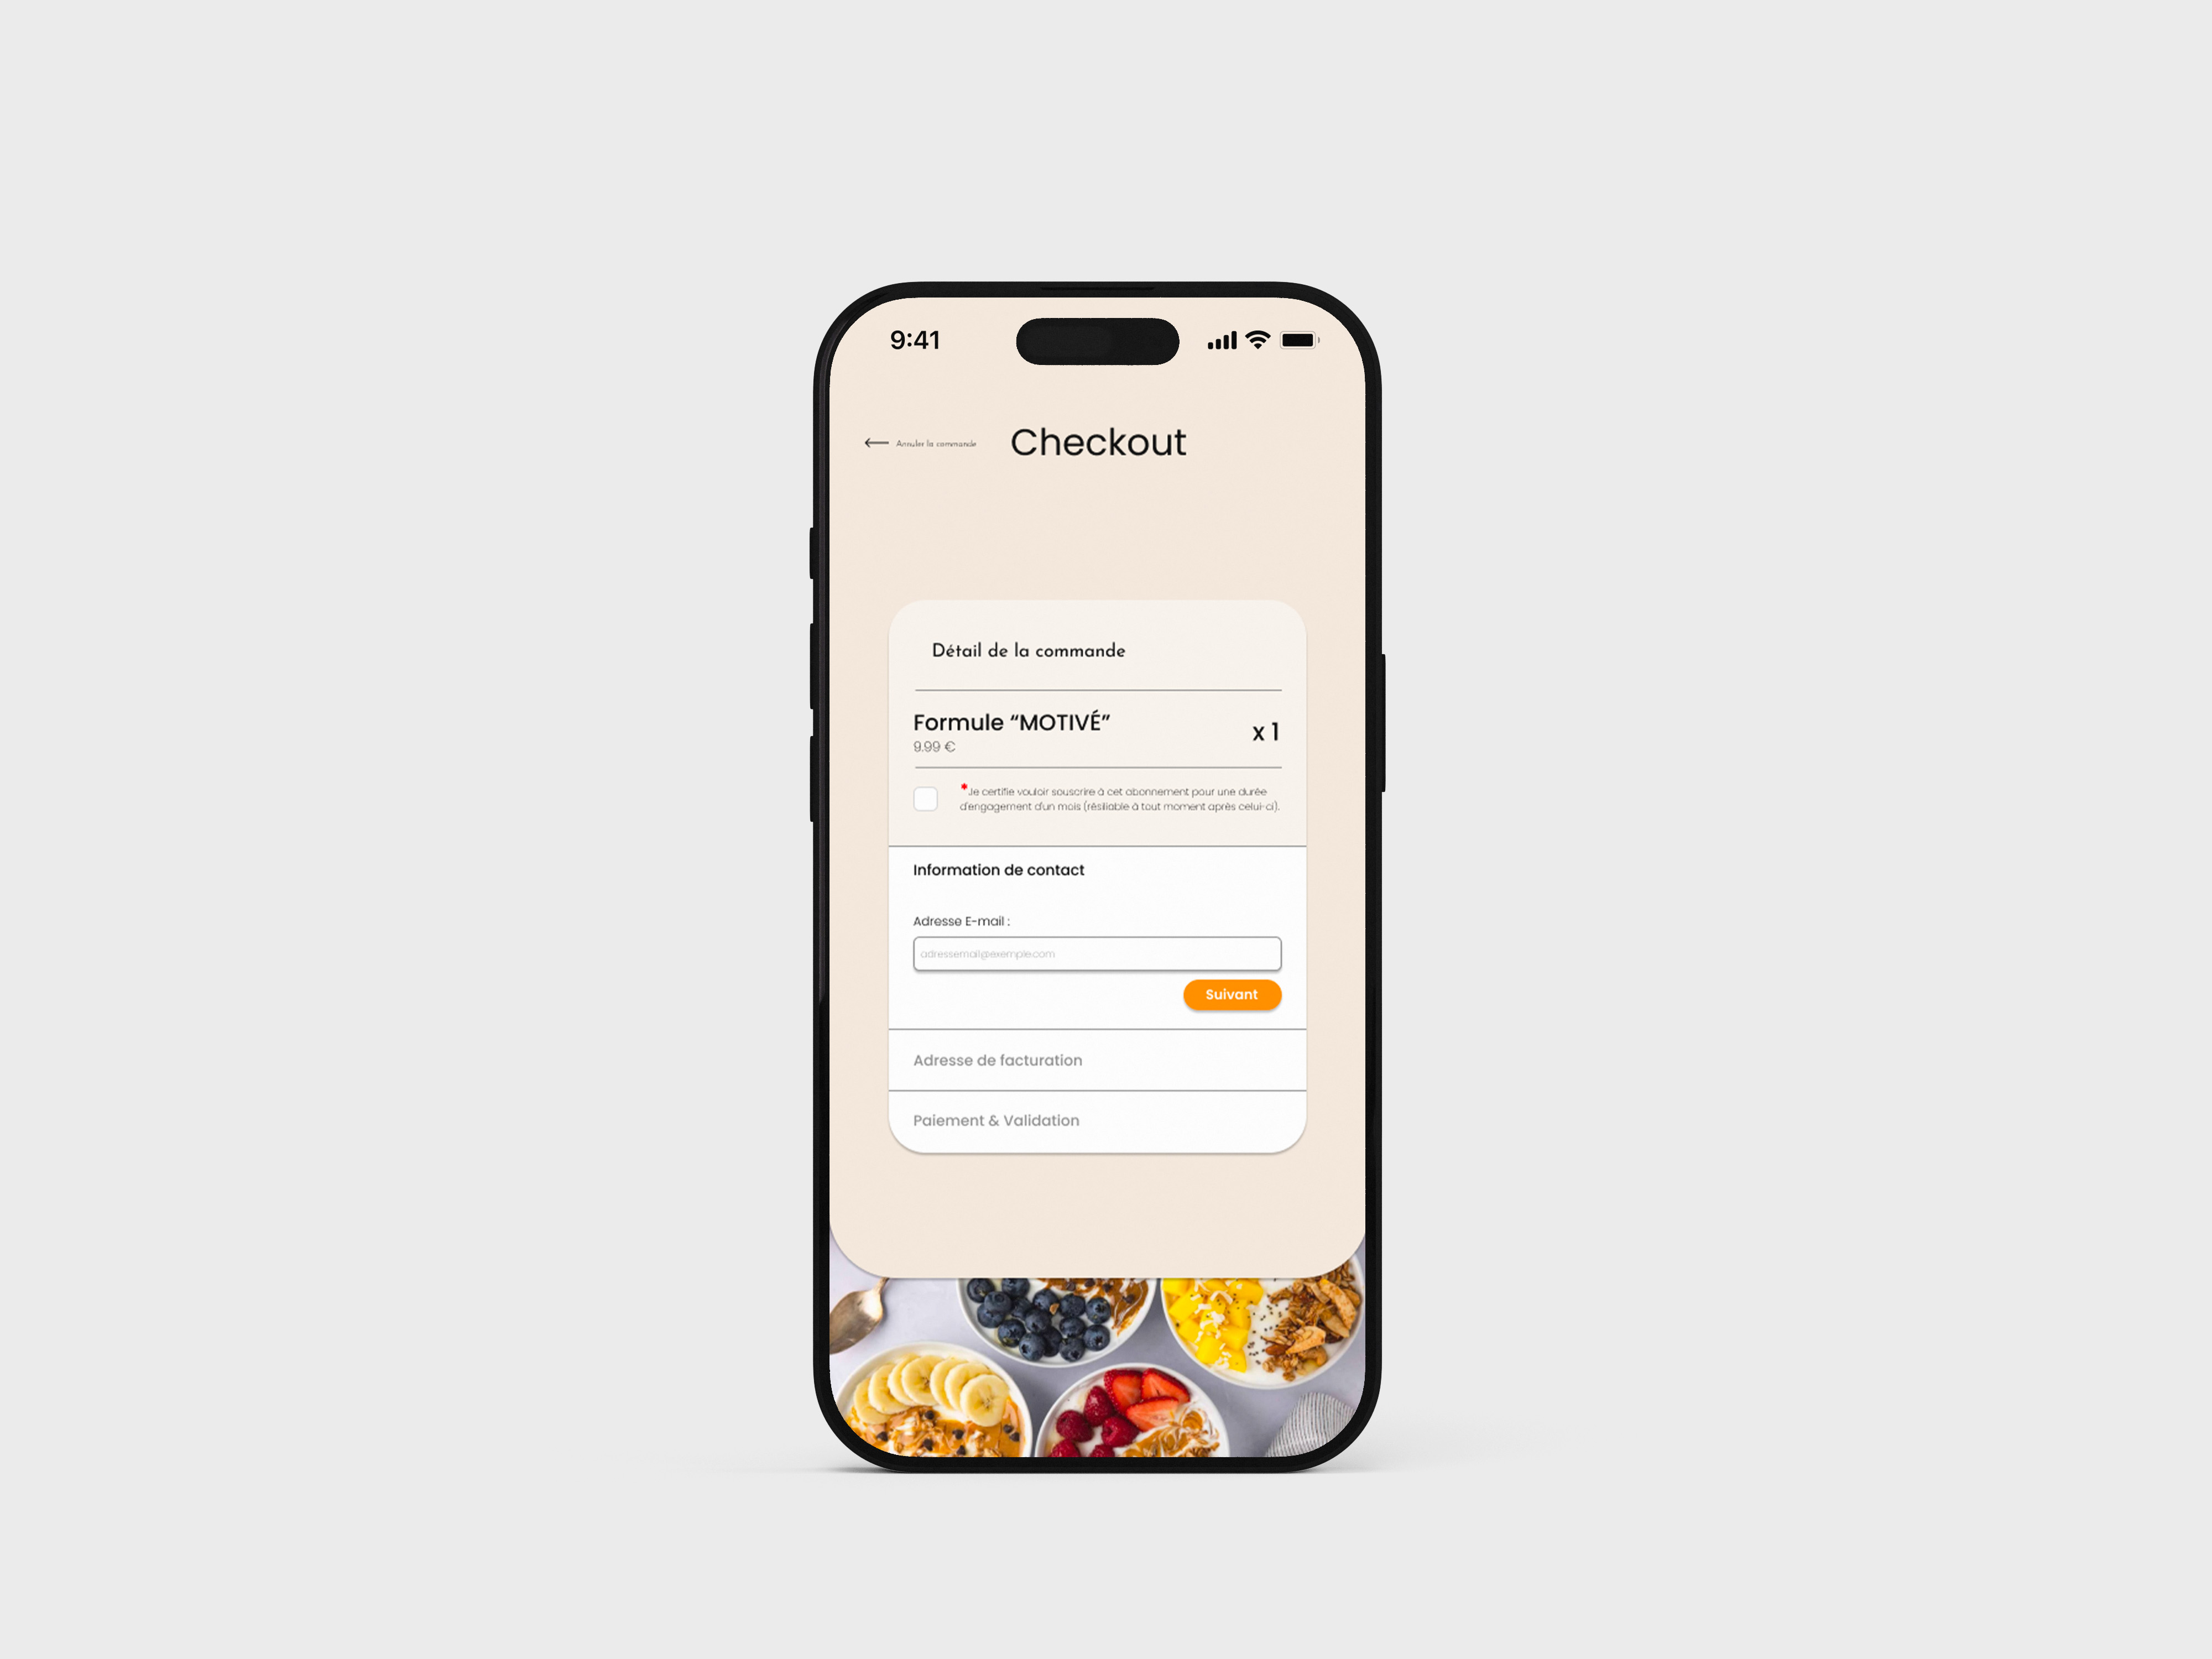 9:41
Annuler la commande
Checkout
Détail de la commande
Formule “MOTIVÉ”
9.99 €
x 1
*Je certifie vouloir souscrire à cet abonnement pour une durée
d'engagement d'un mois (résiliable à tout moment après celui-ci).
Information de contact
Adresse E-mail :
adressemail@exemple.com
Suivant
Adresse de facturation
Paiement & Validation